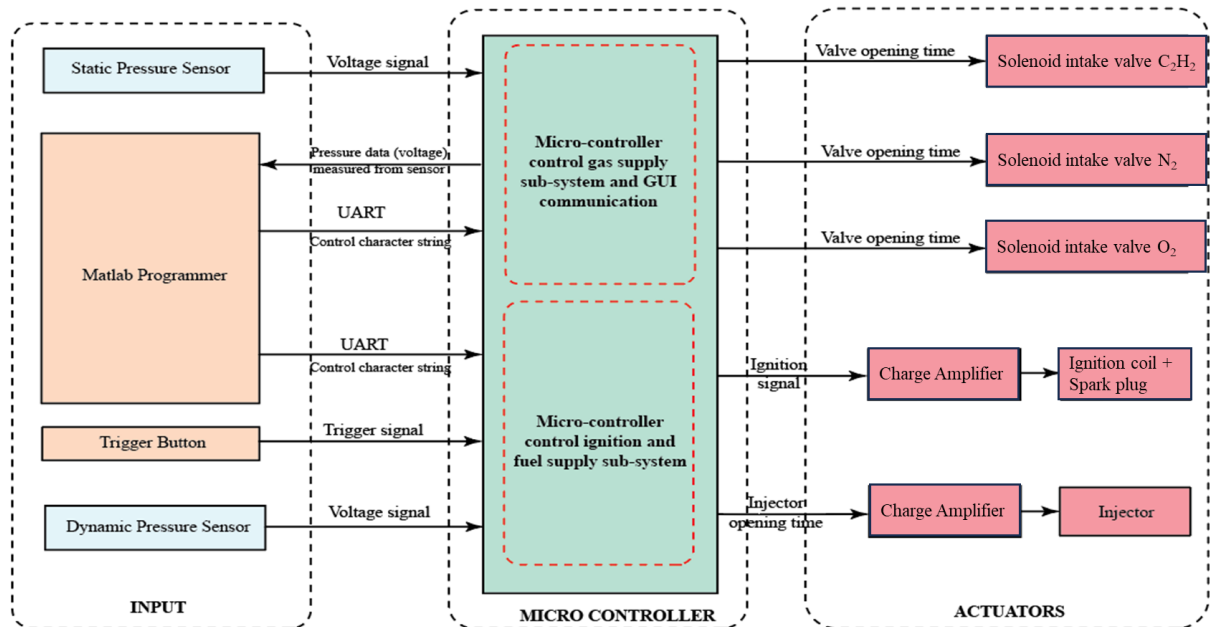 Static Pressure Sensor
Voltage signal
Matlab Programmer
Pressure data (voltage)
measured from sensor
UART
Control character string
UART
Control character string
Trigger Button
Trigger signal
Dynamic Pressure Sensor
Voltage signal
INPUT
Micro-controller
control gas supply
sub-system and GUI
communication
Micro-controller
control ignition and
fuel supply sub-system
MICRO CONTROLLER
Valve opening time
Solenoid intake valve C₂H₂
Valve opening time
Solenoid intake valve N₂
Valve opening time
Solenoid intake valve O₂
Ignition
signal
Charge Amplifier
Ignition coil +
Spark plug
Injector
opening time
Charge Amplifier
Injector
ACTUATORS